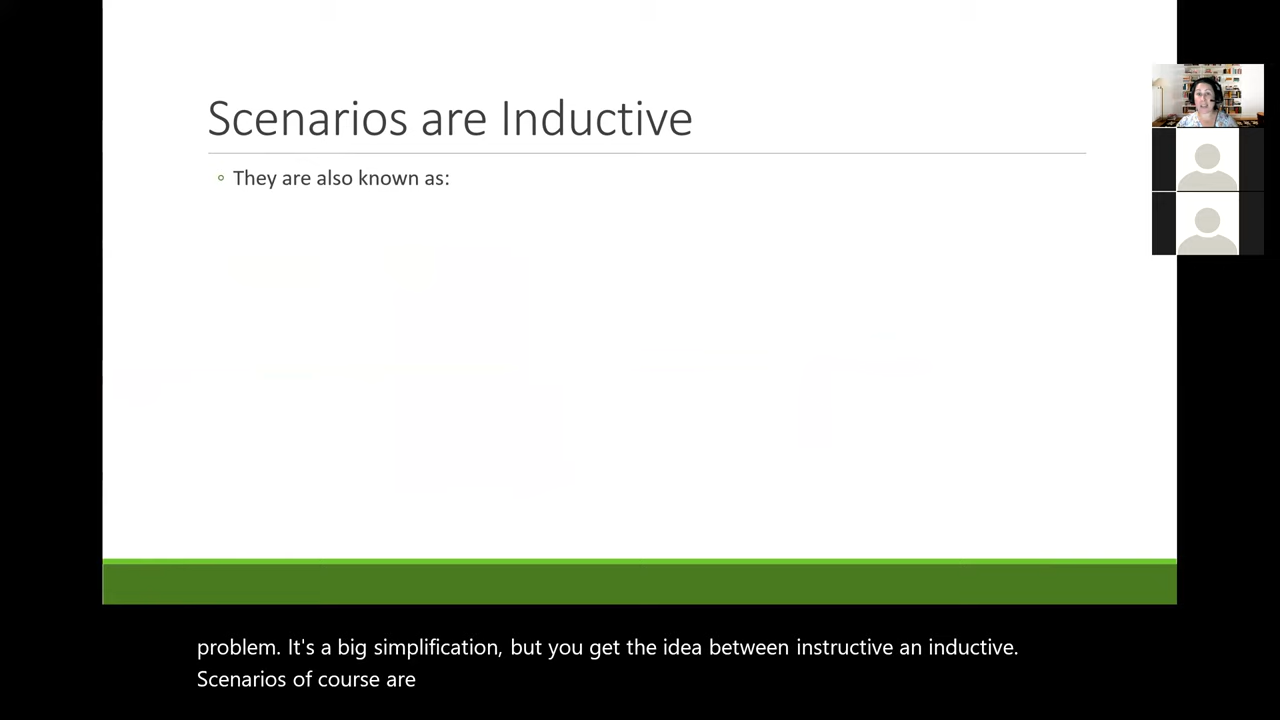 Scenarios are Inductive
They are also known as:
problem. It's a big simplification, but you get the idea between instructive an inductive.
Scenarios of course are